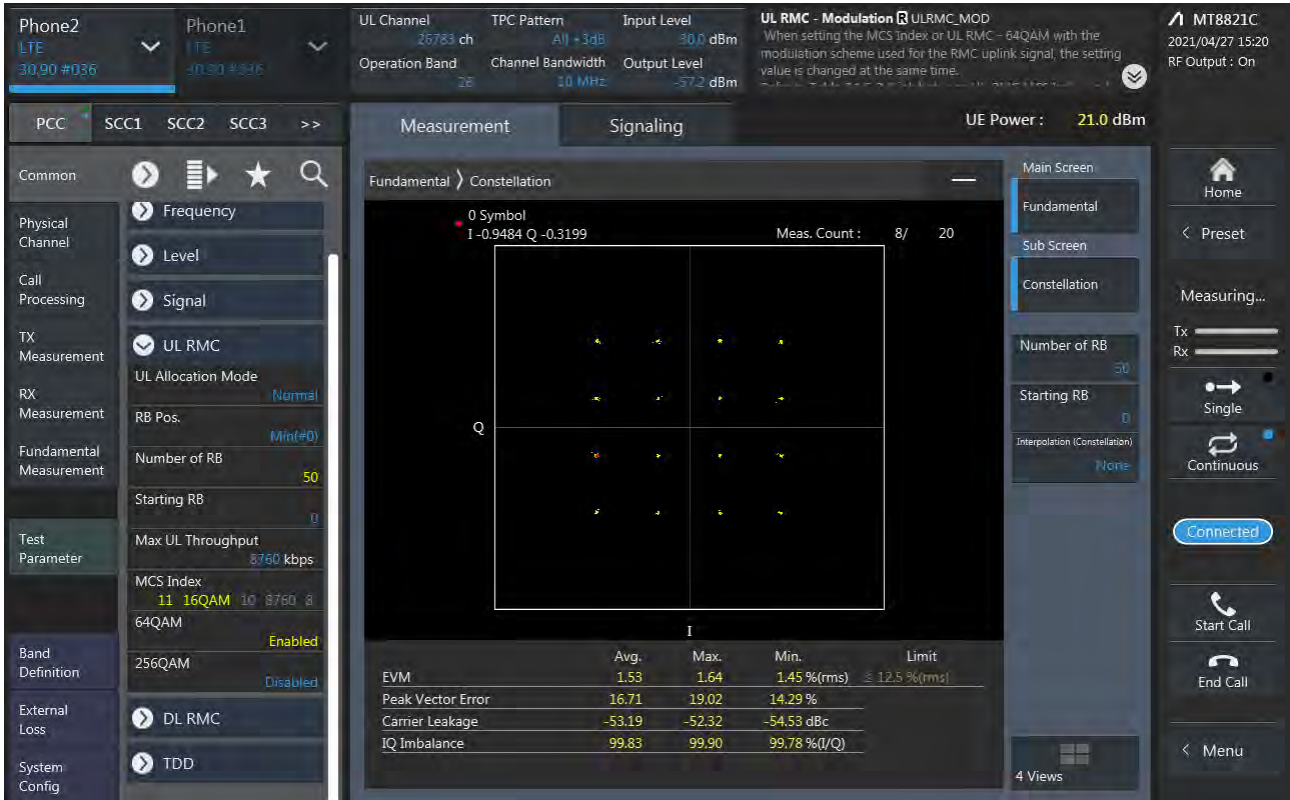 Phone2
LTE
30.90 #036
Phone1
LTE
UL Channel
26783 ch
Operation Band
26
TPC Pattern
All +3dB
Channel Bandwidth
10 MHz
Input Level
30.0 dBm
Output Level
-57.2 dBm
UL RMC - Modulation R ULRMC_MOD
When setting the MCS Index or UL RMC - 64QAM with the
modulation scheme used for the RMC uplink signal, the setting
value is changed at the same time.
MT8821C
2021/04/27 15:20
RF Output : On
PCC SCC1 SCC2 SCC3 >>
Measurement Signaling
UE Power : 21.0 dBm
Common
Physical
Channel
Call
Processing
TX
Measurement
RX
Measurement
Fundamental
Measurement
Test
Parameter
Band
Definition
External
Loss
System
Config
Frequency
Level
Signal
UL RMC
UL Allocation Mode
Normal
RB Pos.
Min(#0)
Number of RB
50
Starting RB
0
Max UL Throughput
8760 kbps
MCS Index
11 16QAM 10 8760 8
64QAM
Enabled
256QAM
Disabled
DL RMC
TDD
Fundamental 〉 Constellation
0 Symbol
I -0.9484 Q -0.3199
Meas. Count : 8/ 20
Q
I
Avg. Max. Min. Limit
EVM 1.53 1.64 1.45 %(rms) ≤ 12.5 %(rms)
Peak Vector Error 16.71 19.02 14.29 %
Carrier Leakage -53.19 -52.32 -54.53 dBc
IQ Imbalance 99.83 99.90 99.78 %(I/Q)
Main Screen
Fundamental
Sub Screen
Constellation
Number of RB
50
Starting RB
0
Interpolation (Constellation)
None
4 Views
Home
< Preset
Measuring...
Tx
Rx
Single
Continuous
Connected
Start Call
End Call
< Menu